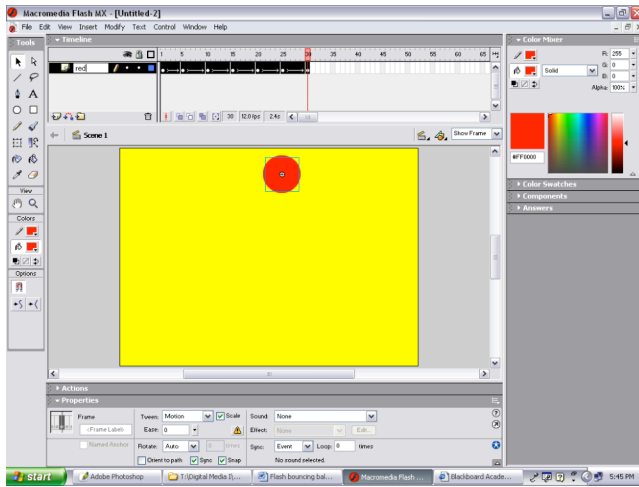 Macromedia Flash MX - [Untitled-2]
File Edit View Insert Modify Text Control Window Help
Tools
Timeline
1 5 10 15 20 25 30 35 40 45 50 55 60 65
red
30 12.0 fps 2.4s
Scene 1
Show Frame
View
Colors
Options
Color Mixer
Solid
R: 255
G: 0
B: 0
Alpha: 100%
#FF0000
Color Swatches
Components
Answers
Actions
Properties
Frame
<Frame Label>
Named Anchor
Tween: Motion Scale
Ease: 0
Rotate: Auto 0 times
Orient to path Sync Snap
Sound: None
Effect: None Edit...
Sync: Event Loop: 0 times
No sound selected.
start
Adobe Photoshop
T:\Digital Media II\...
Flash bouncing bal...
Macromedia Flash ...
Blackboard Acade...
5:45 PM